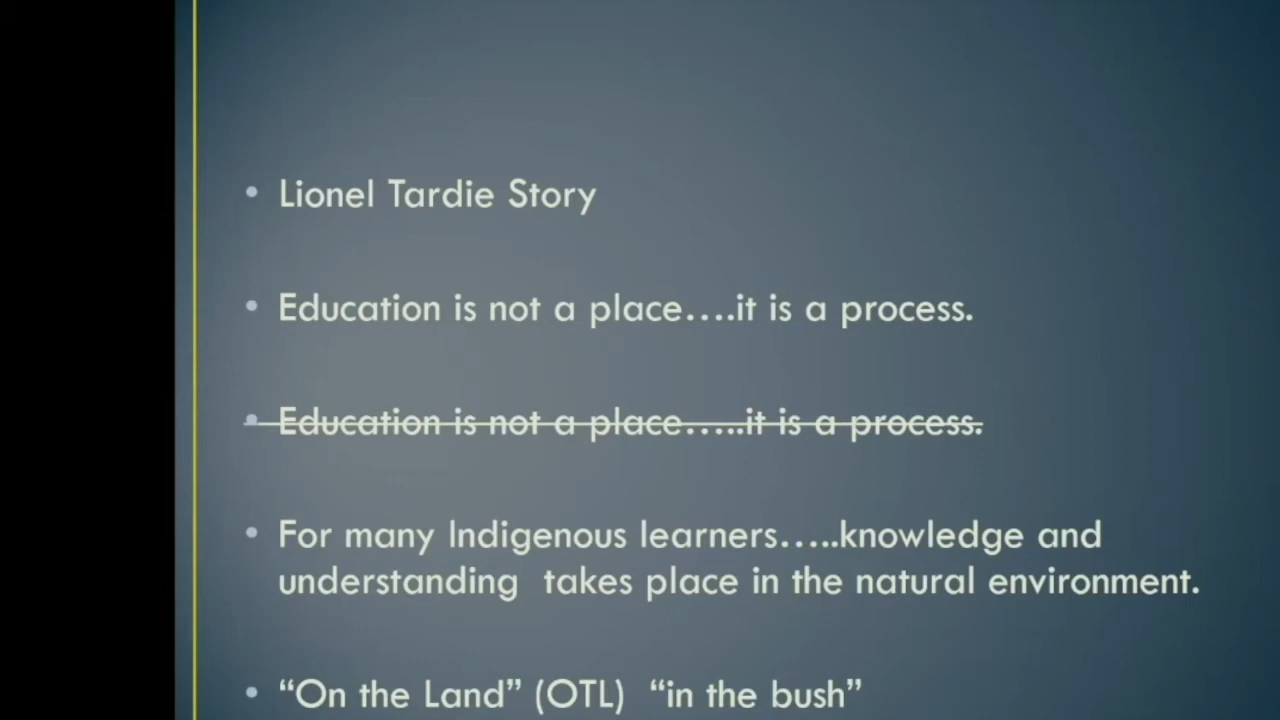 • Lionel Tardie Story
• Education is not a place….it is a process.
• Education is not a place…..it is a process.
• For many Indigenous learners…..knowledge and
understanding  takes place in the natural environment.
• “On the Land” (OTL)  “in the bush”